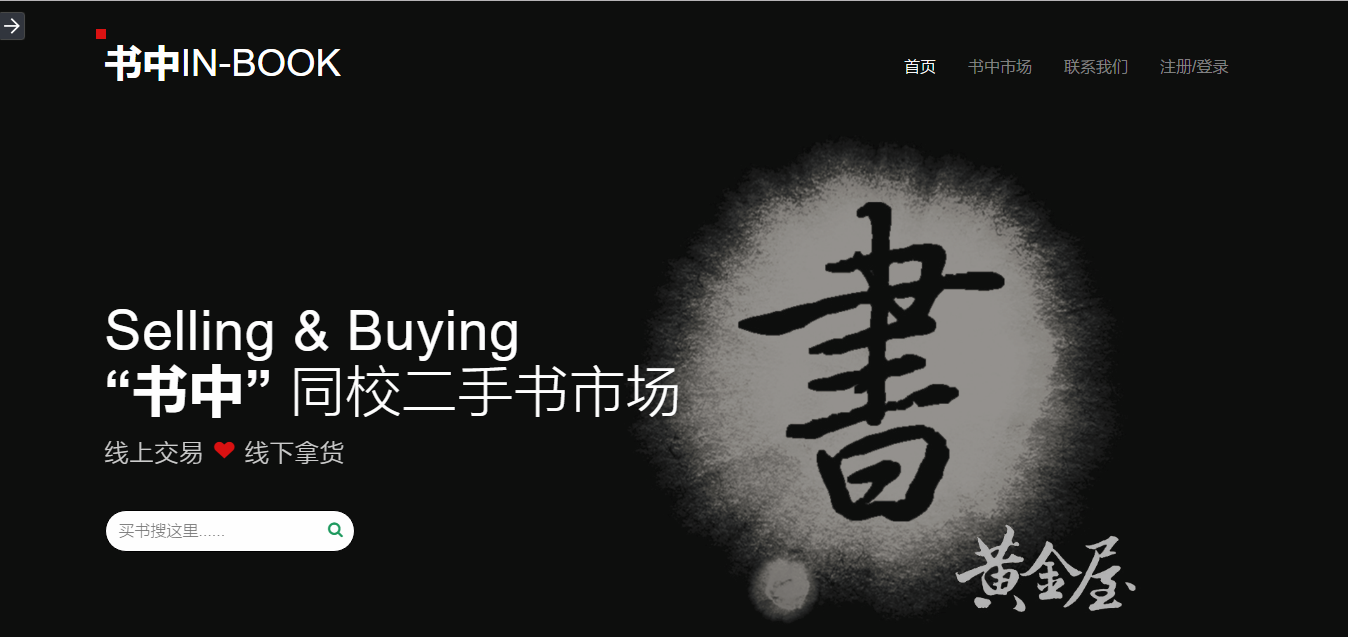 书中IN-BOOK
首页 书中市场 联系我们 注册/登录
Selling & Buying
“书中” 同校二手书市场
线上交易 ❤ 线下拿货
买书搜这里......
書
黄金屋